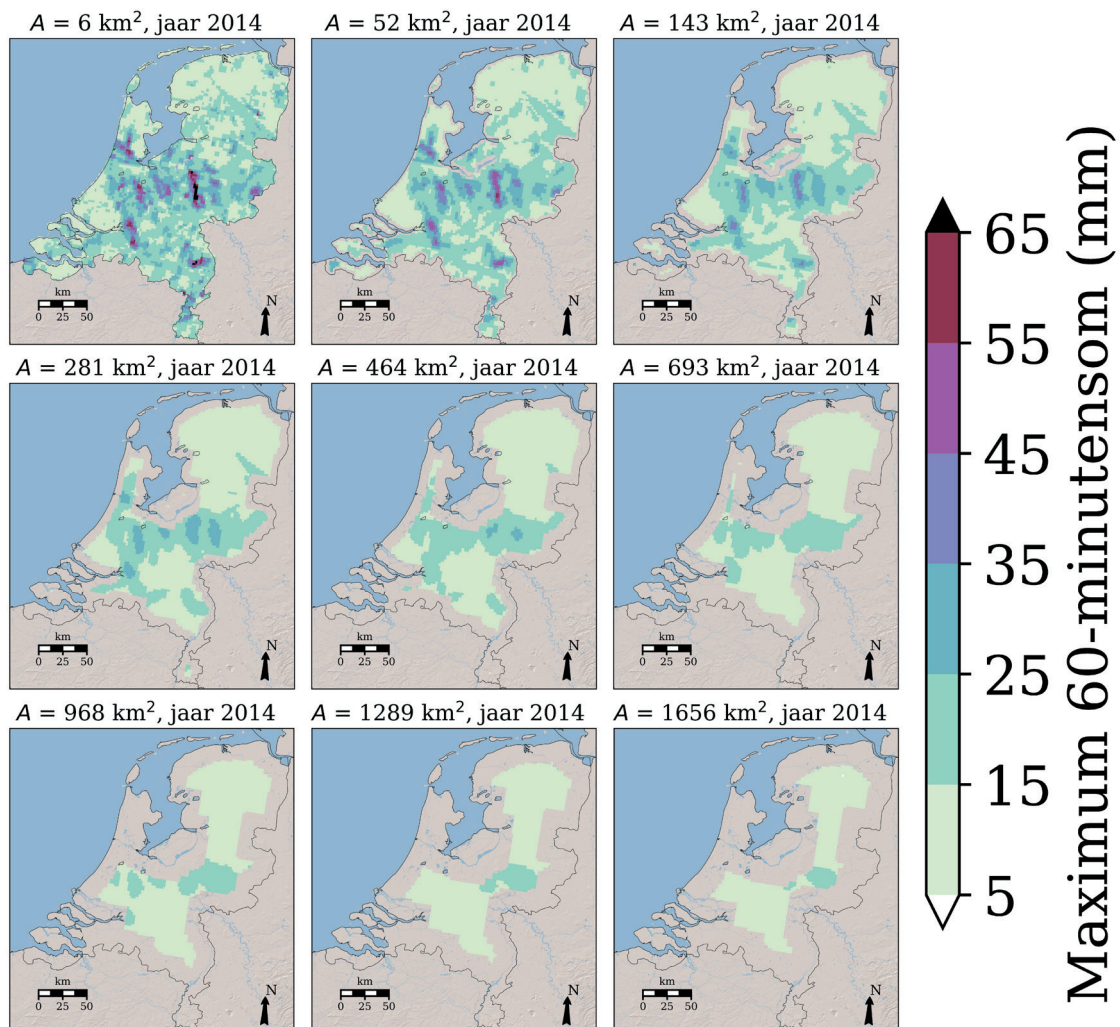 A = 6 km², jaar 2014
A = 52 km², jaar 2014
A = 143 km², jaar 2014
km
0 25 50
N
km
0 25 50
N
km
0 25 50
N
A = 281 km², jaar 2014
A = 464 km², jaar 2014
A = 693 km², jaar 2014
km
0 25 50
N
km
0 25 50
N
km
0 25 50
N
A = 968 km², jaar 2014
A = 1289 km², jaar 2014
A = 1656 km², jaar 2014
km
0 25 50
N
km
0 25 50
N
km
0 25 50
N
65
55
45
35
25
15
5
Maximum 60-minutensom (mm)